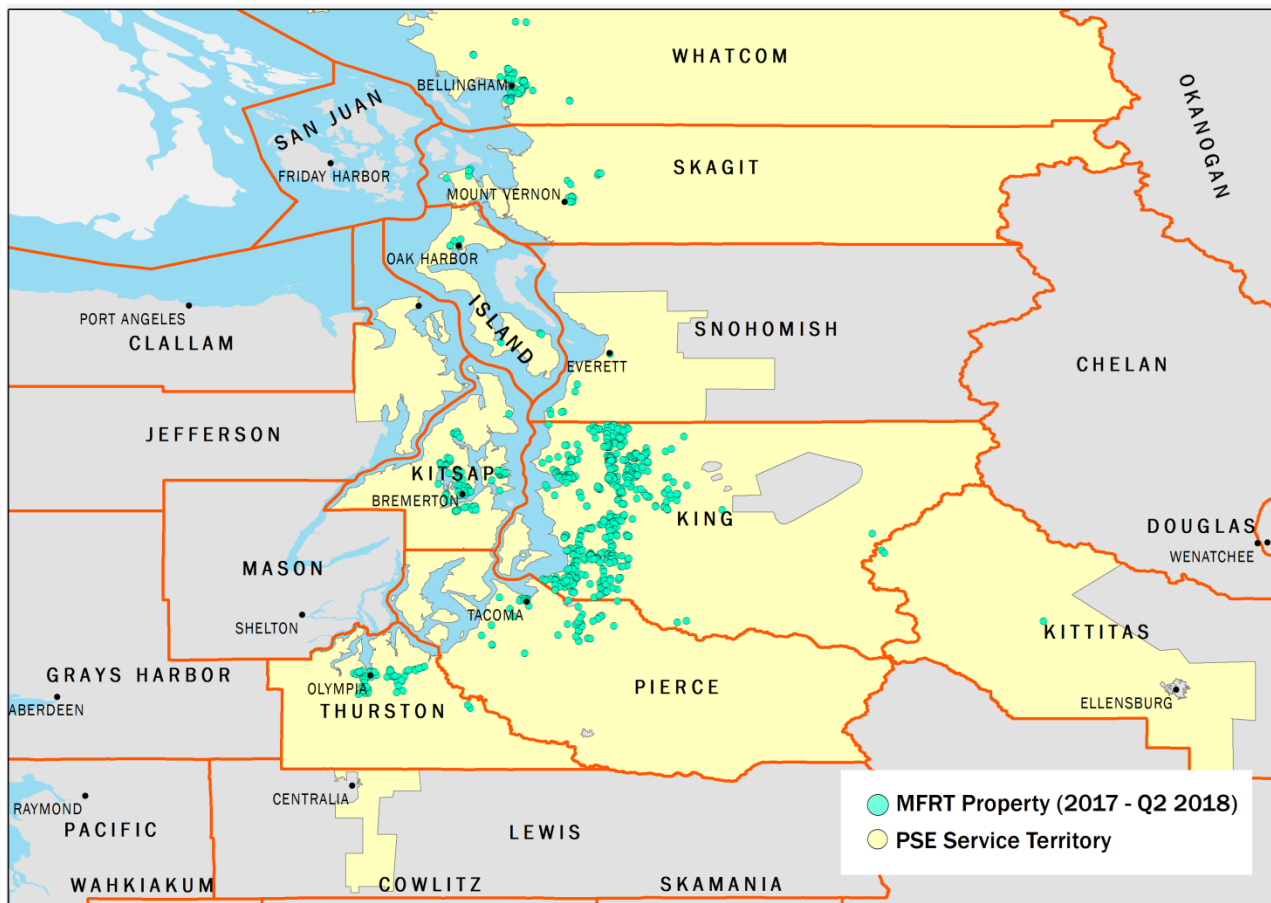 WHATCOM
BELLINGHAM
OKANOGAN
SAN JUAN
FRIDAY HARBOR
SKAGIT
MOUNT VERNON
OAK HARBOR
PORT ANGELES
CLALLAM
ISLAND
SNOHOMISH
EVERETT
CHELAN
JEFFERSON
KITSAP
BREMERTON
KING
DOUGLAS
WENATCHEE
MASON
SHELTON
TACOMA
KITTITAS
GRAYS HARBOR
OLYMPIA
PIERCE
ELLENSBURG
ABERDEEN
THURSTON
CENTRALIA
RAYMOND
PACIFIC
LEWIS
MFRT Property (2017 - Q2 2018)
PSE Service Territory
WAHKIAKUM
COWLITZ
SKAMANIA